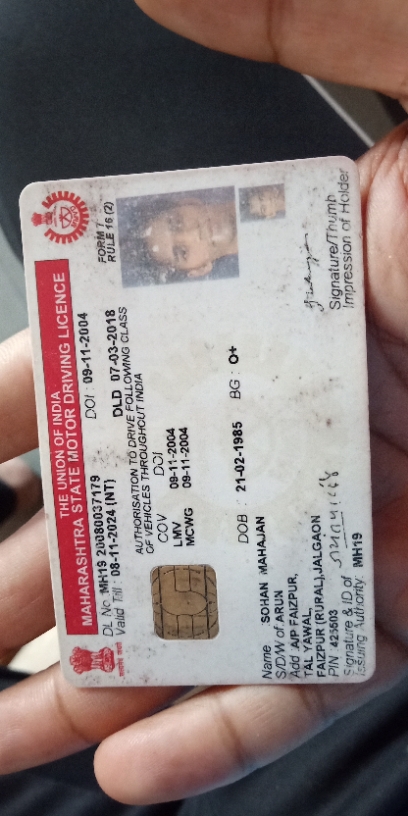 THE UNION OF INDIA
MAHARASHTRA STATE MOTOR DRIVING LICENCE
DL No. MH19 20080037179 DOI : 09-11-2004
Valid Till : 08-11-2024 (NT) DLD 07-03-2018
FORM 7
RULE 16 (2)
AUTHORISATION TO DRIVE FOLLOWING CLASS
OF VEHICLES THROUGHOUT INDIA
COV DOI
LMV 09-11-2004
MCWG 09-11-2004
DOB : 21-02-1985 BG : O+
Name : SOHAN MAHAJAN
S/D/W of ARUN
Add A/P FAIZPUR,
TAL YAWAL,
FAIZPUR (RURAL),JALGAON
PIN 425503
Signature & ID of
Issuing Authority: MH19
Signature/Thumb
Impression of Holder